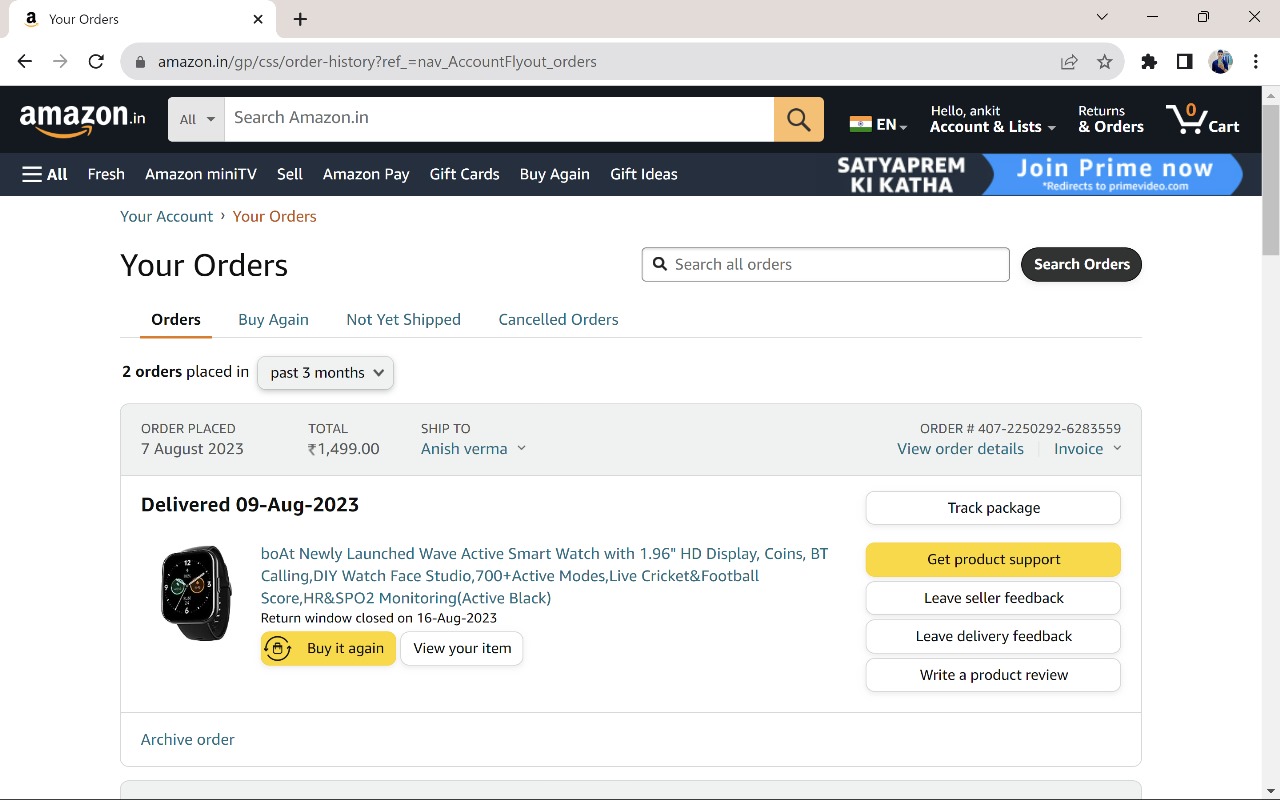 Your Orders
amazon.in/gp/css/order-history?ref_=nav_AccountFlyout_orders
amazon.in
All
Search Amazon.in
EN
Hello, ankit
Account & Lists
Returns
& Orders
0
Cart
All Fresh Amazon miniTV Sell Amazon Pay Gift Cards Buy Again Gift Ideas
SATYAPREM
KI KATHA
Join Prime now
*Redirects to primevideo.com
Your Account › Your Orders
Your Orders
Search all orders
Search Orders
Orders Buy Again Not Yet Shipped Cancelled Orders
2 orders placed in past 3 months
ORDER PLACED TOTAL SHIP TO ORDER # 407-2250292-6283559
7 August 2023 ₹1,499.00 Anish verma View order details Invoice
Delivered 09-Aug-2023
Track package
boAt Newly Launched Wave Active Smart Watch with 1.96" HD Display, Coins, BT
Calling,DIY Watch Face Studio,700+Active Modes,Live Cricket&Football
Score,HR&SPO2 Monitoring(Active Black)
Return window closed on 16-Aug-2023
Buy it again View your item
Get product support
Leave seller feedback
Leave delivery feedback
Write a product review
Archive order